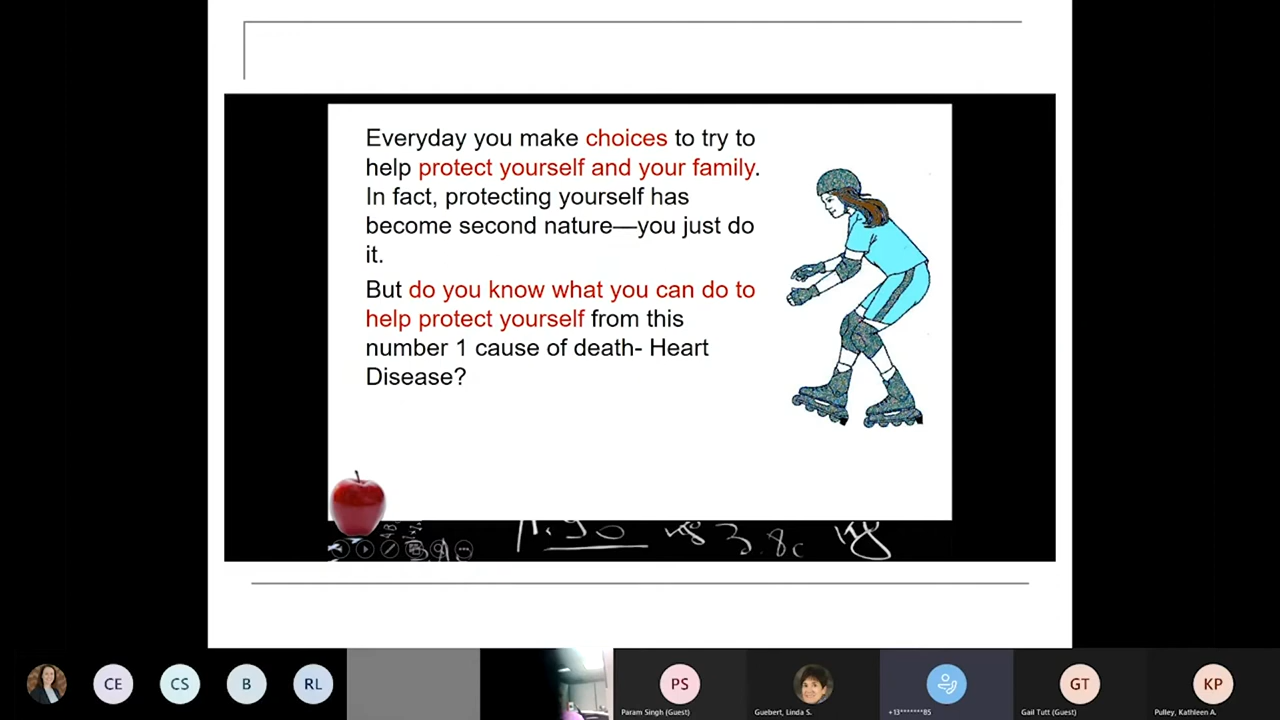 Everyday you make choices to try to
help protect yourself and your family.
In fact, protecting yourself has
become second nature—you just do
it.
But do you know what you can do to
help protect yourself from this
number 1 cause of death- Heart
Disease?
3.80
CE
CS
B
RL
PS
GT
KP
Param Singh (Guest)
Guebert, Linda S.
+13*******85
Gail Tutt (Guest)
Pulley, Kathleen A.